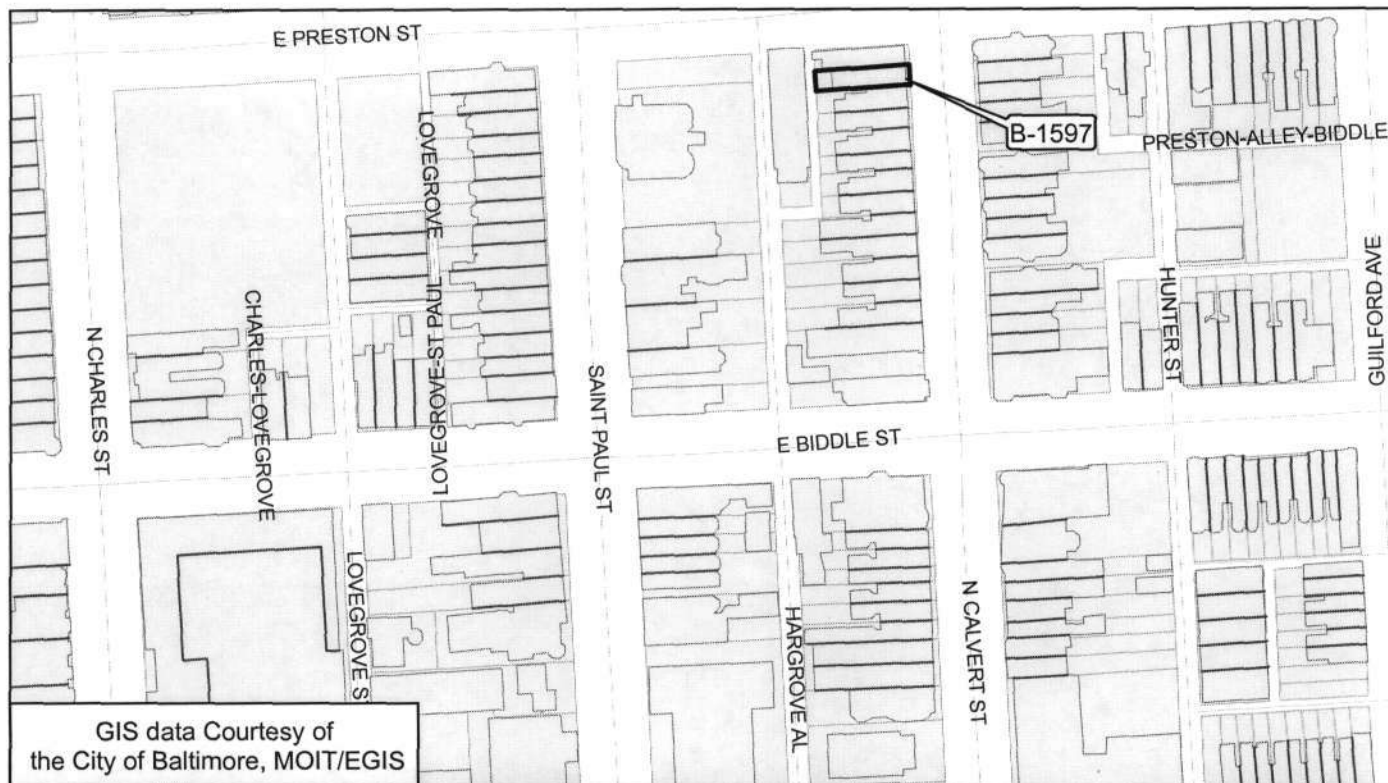 E PRESTON ST
LOVEGROVE
B-1597
PRESTON-ALLEY-BIDDLE
N CHARLES ST
CHARLES-LOVEGROVE
LOVEGROVE-ST PAUL
SAINT PAUL ST
HUNTER ST
GUILFORD AVE
E BIDDLE ST
LOVEGROVE S
HARGROVE AL
N CALVERT ST
GIS data Courtesy of
the City of Baltimore, MOIT/EGIS